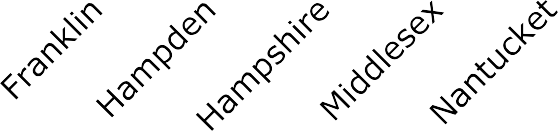 Franklin
Hampden
Hampshire
Middlesex
Nantucket